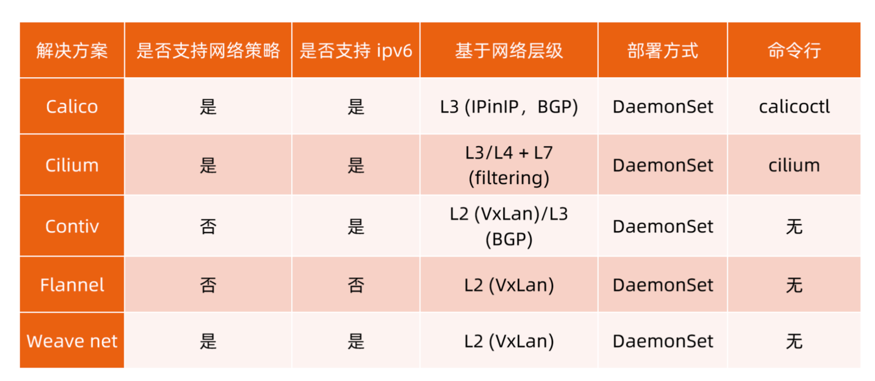 解决方案 是否支持网络策略 是否支持 ipv6 基于网络层级 部署方式 命令行
Calico 是 是 L3 (IPinIP，BGP) DaemonSet calicoctl
Cilium 是 是 L3/L4 + L7 (filtering) DaemonSet cilium
Contiv 否 是 L2 (VxLan)/L3 (BGP) DaemonSet 无
Flannel 否 否 L2 (VxLan) DaemonSet 无
Weave net 是 是 L2 (VxLan) DaemonSet 无